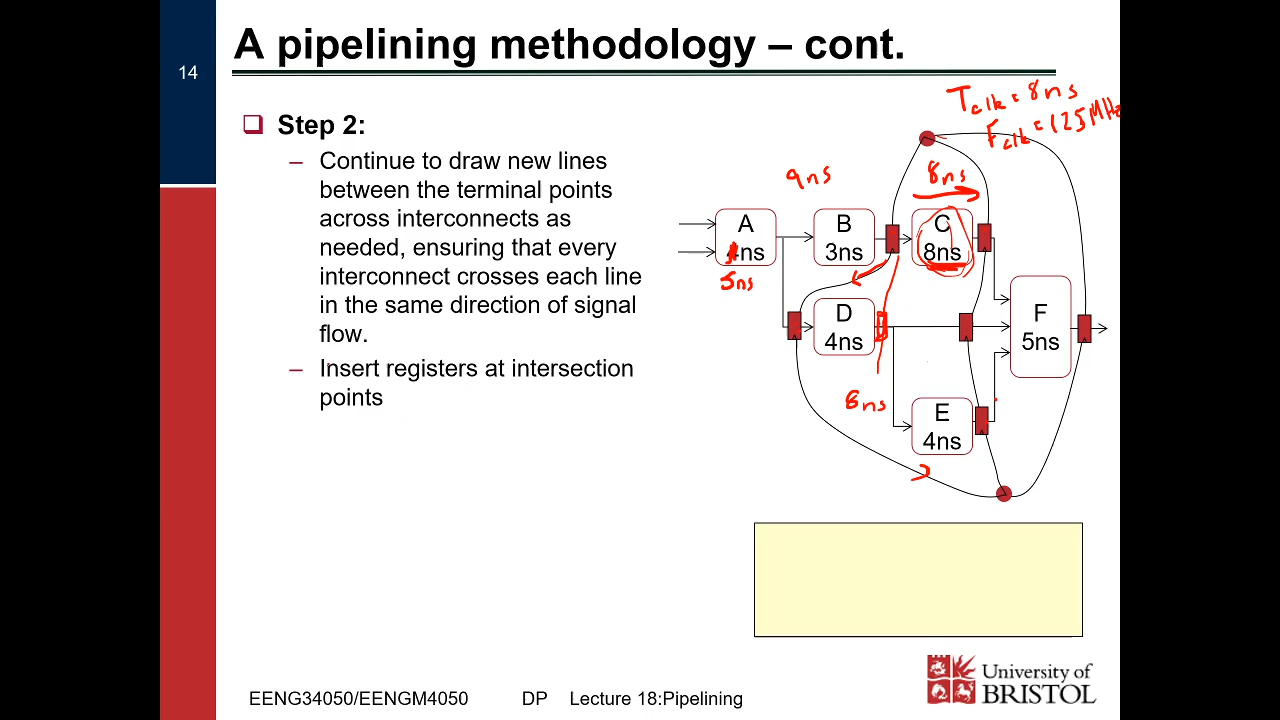 A pipelining methodology – cont.
14
Step 2:
– Continue to draw new lines
between the terminal points
across interconnects as
needed, ensuring that every
interconnect crosses each line
in the same direction of signal
flow.
– Insert registers at intersection
points
Tclk = 8ns
Fclk = 125MHz
9ns
8ns
A
4ns
5ns
B
3ns
C
8ns
D
4ns
8ns
E
4ns
F
5ns
EENG34050/EENGM4050
DP
Lecture 18:Pipelining
University of
BRISTOL